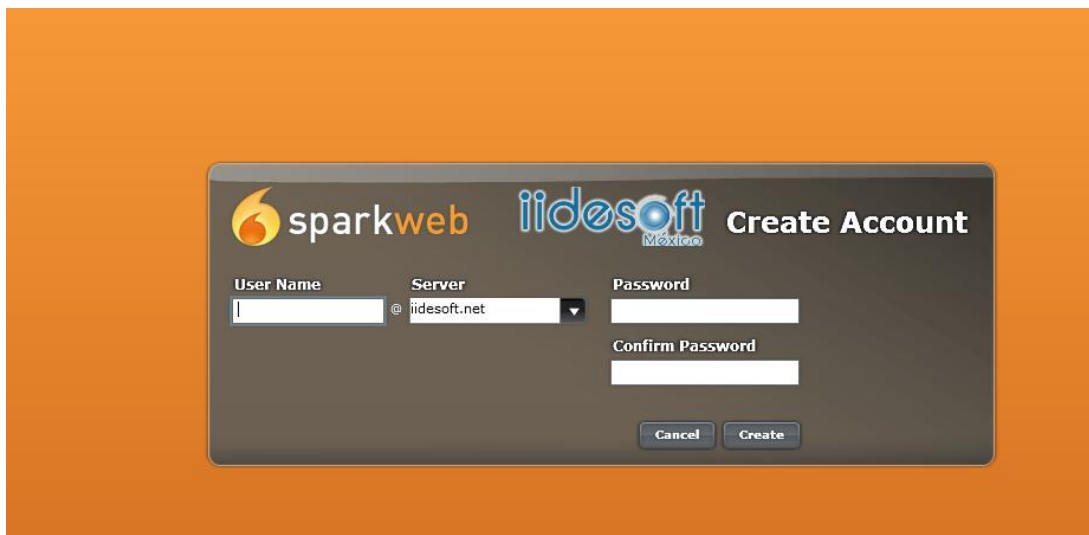 sparkweb iidesoft México Create Account
User Name Server Password
@ iidesoft.net
Confirm Password
Cancel Create